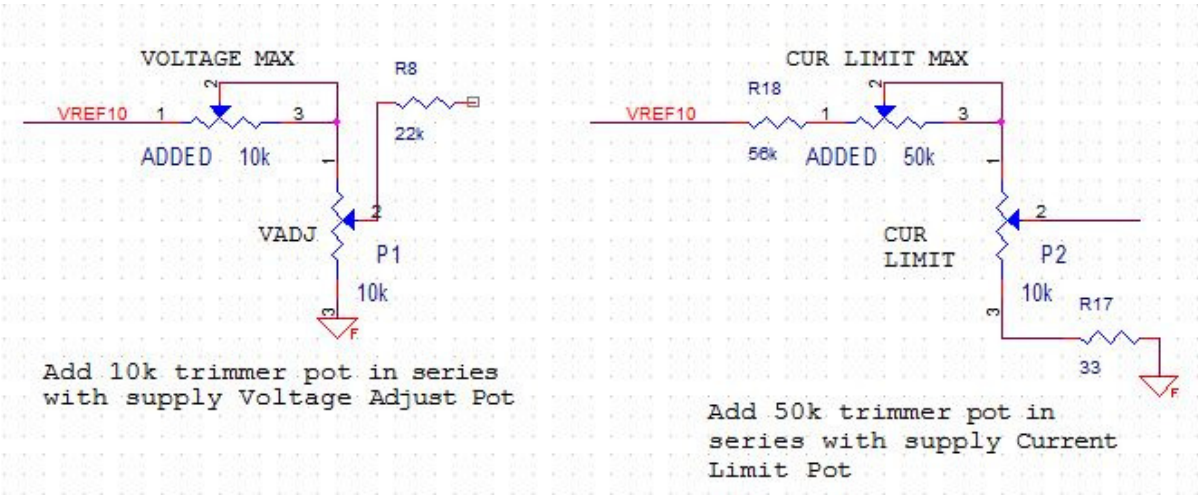 VOLTAGE MAX
VREF10 1 2 3
ADDED 10k
R8
22k
1
2
VADJ
P1
10k
3
F
Add 10k trimmer pot in series
with supply Voltage Adjust Pot
CUR LIMIT MAX
VREF10
R18
56k
1 2 3
ADDED 50k
1
2
CUR
LIMIT
P2
10k
3
R17
33
F
Add 50k trimmer pot in
series with supply Current
Limit Pot